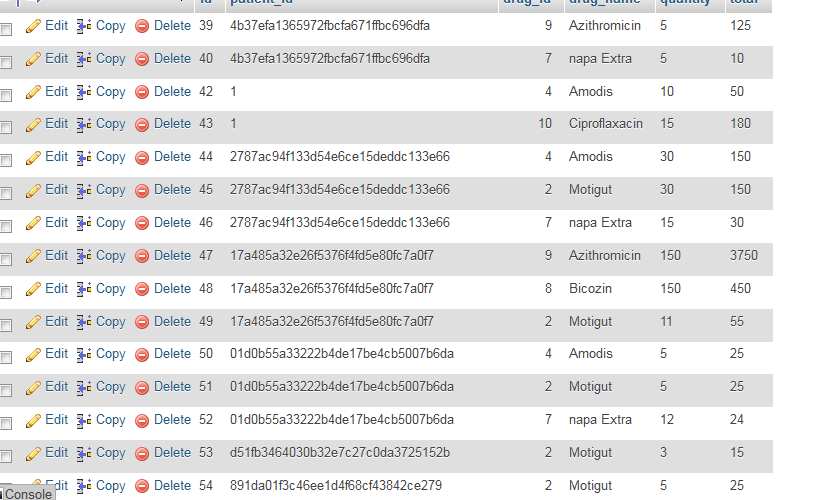 id patient_id drug_id drug_name quantity total
Edit Copy Delete 39 4b37efa1365972fbcfa671ffbc696dfa 9 Azithromicin 5 125
Edit Copy Delete 40 4b37efa1365972fbcfa671ffbc696dfa 7 napa Extra 5 10
Edit Copy Delete 42 1 4 Amodis 10 50
Edit Copy Delete 43 1 10 Ciproflaxacin 15 180
Edit Copy Delete 44 2787ac94f133d54e6ce15deddc133e66 4 Amodis 30 150
Edit Copy Delete 45 2787ac94f133d54e6ce15deddc133e66 2 Motigut 30 150
Edit Copy Delete 46 2787ac94f133d54e6ce15deddc133e66 7 napa Extra 15 30
Edit Copy Delete 47 17a485a32e26f5376f4fd5e80fc7a0f7 9 Azithromicin 150 3750
Edit Copy Delete 48 17a485a32e26f5376f4fd5e80fc7a0f7 8 Bicozin 150 450
Edit Copy Delete 49 17a485a32e26f5376f4fd5e80fc7a0f7 2 Motigut 11 55
Edit Copy Delete 50 01d0b55a33222b4de17be4cb5007b6da 4 Amodis 5 25
Edit Copy Delete 51 01d0b55a33222b4de17be4cb5007b6da 2 Motigut 5 25
Edit Copy Delete 52 01d0b55a33222b4de17be4cb5007b6da 7 napa Extra 12 24
Edit Copy Delete 53 d51fb3464030b32e7c27c0da3725152b 2 Motigut 3 15
Edit Copy Delete 54 891da01f3c46ee1d4f68cf43842ce279 2 Motigut 5 25
Console